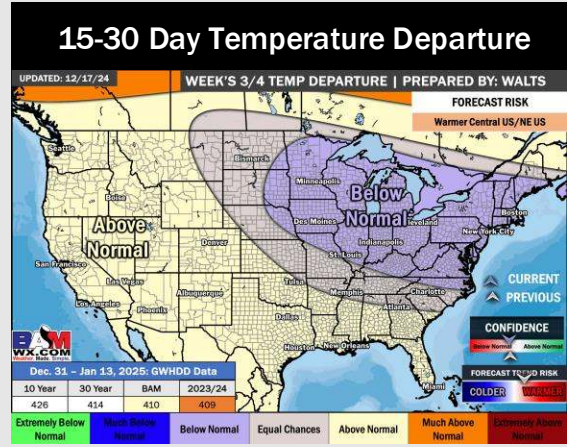 15-30 Day Temperature Departure
UPDATED: 12/17/24
WEEK'S 3/4 TEMP DEPARTURE | PREPARED BY: WALTS
FORECAST RISK
Warmer Central US/NE US
Seattle
Bismarck
Minneapolis
Below
Normal
Boise
Above
Normal
Des Moines
Cleveland
Boston
New York City
Indianapolis
Denver
San Francisco
St. Louis
Las Vegas
Los Angeles
Albuquerque
Phoenix
Tulsa
Memphis
Charlotte
Atlanta
Dallas
Houston
New Orleans
Miami
CURRENT
PREVIOUS
CONFIDENCE
Below Normal Above Normal
FORECAST TREND RISK
COLDER WARMER
BAM
WX.COM
Weather. Made. Simple.
Dec. 31 – Jan 13, 2025: GWHDD Data
10 Year 30 Year BAM 2023/24
426 414 410 409
Extremely Below Normal
Much Below Normal
Below Normal
Equal Chances
Above Normal
Much Above Normal
Extremely Above Normal